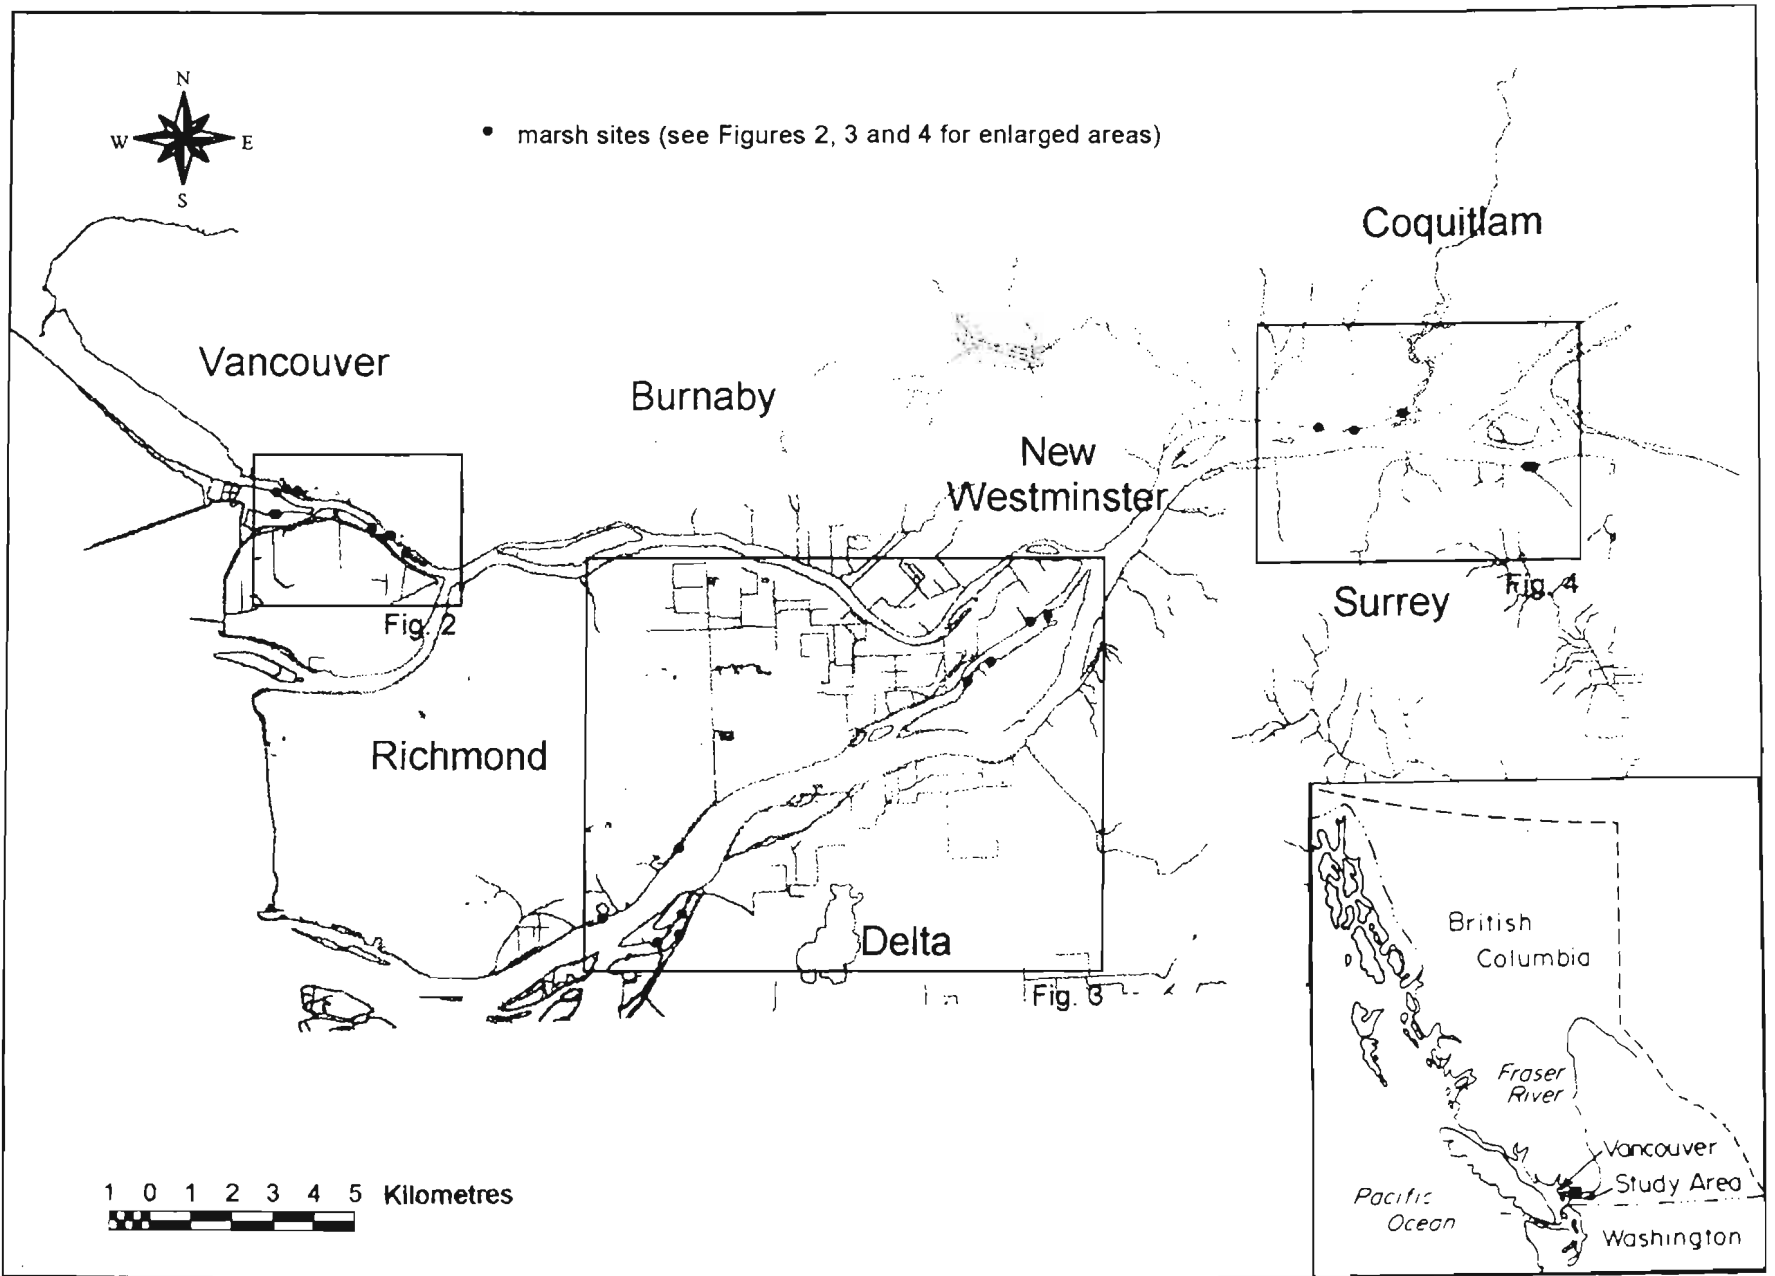 N
W E
S
• marsh sites (see Figures 2, 3 and 4 for enlarged areas)
Coquitlam
Vancouver
Burnaby
New
Westminster
Fig. 4
Surrey
Fig. 2
Richmond
Delta
Fig. 3
British
Columbia
Fraser
River
Vancouver
Study Area
Pacific
Ocean
Washington
1 0 1 2 3 4 5 Kilometres